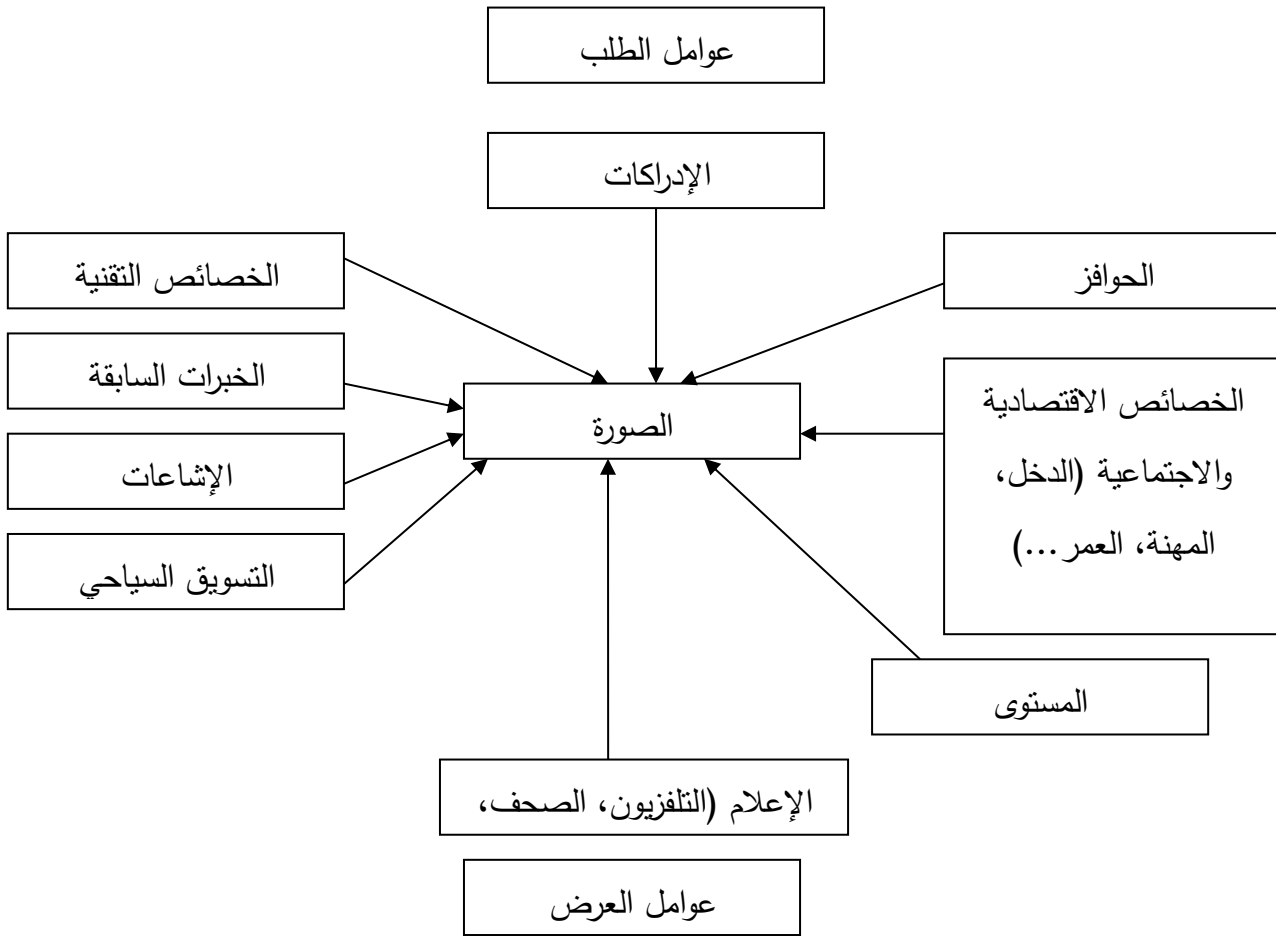 عوامل الطلب
الإدراكات
الحوافز
الخصائص التقنية
الخصائص الاقتصادية
والاجتماعية (الدخل،
المهنة، العمر...)
الخبرات السابقة
الصورة
الإشاعات
التسويق السياحي
المستوى
الإعلام (التلفزيون، الصحف،
عوامل العرض